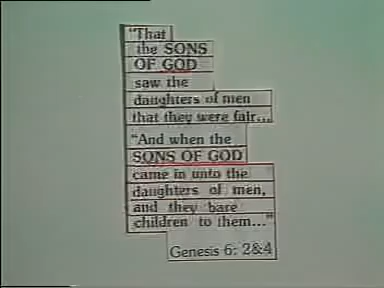 "That
the SONS
OF GOD
saw the
daughters of men
that they were fair...
"And when the
SONS OF GOD
came in unto the
daughters of men,
and they bare
children to them..."
Genesis 6: 2&4